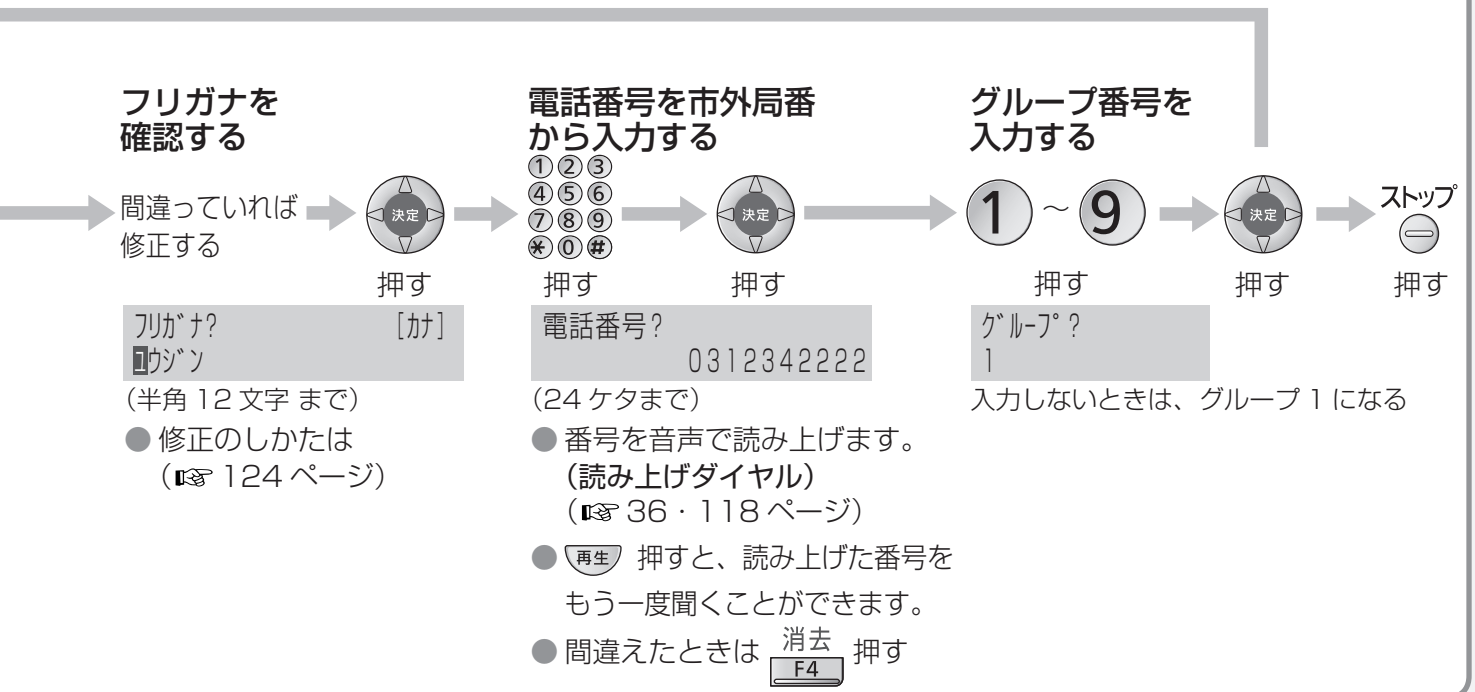 フリガナを
確認する
間違っていれば
修正する
決定
押す
ﾌﾘｶﾞﾅ? [ｶﾅ]
ｴｳｼﾞﾝ
（半角 12 文字 まで）
● 修正のしかたは
（☞ 124 ページ）
電話番号を市外局番
から入力する
1 2 3
4 5 6
7 8 9
* 0 #
押す
決定
押す
電話番号?
0312342222
（24 ケタまで）
● 番号を音声で読み上げます。
（読み上げダイヤル）
（☞ 36・118 ページ）
● 再生 押すと、読み上げた番号を
もう一度聞くことができます。
● 間違えたときは 消去 F4 押す
グループ番号を
入力する
1 ～ 9
押す
決定
押す
ｸﾞﾙｰﾌﾟ?
1
入力しないときは、グループ 1 になる
ストップ
押す